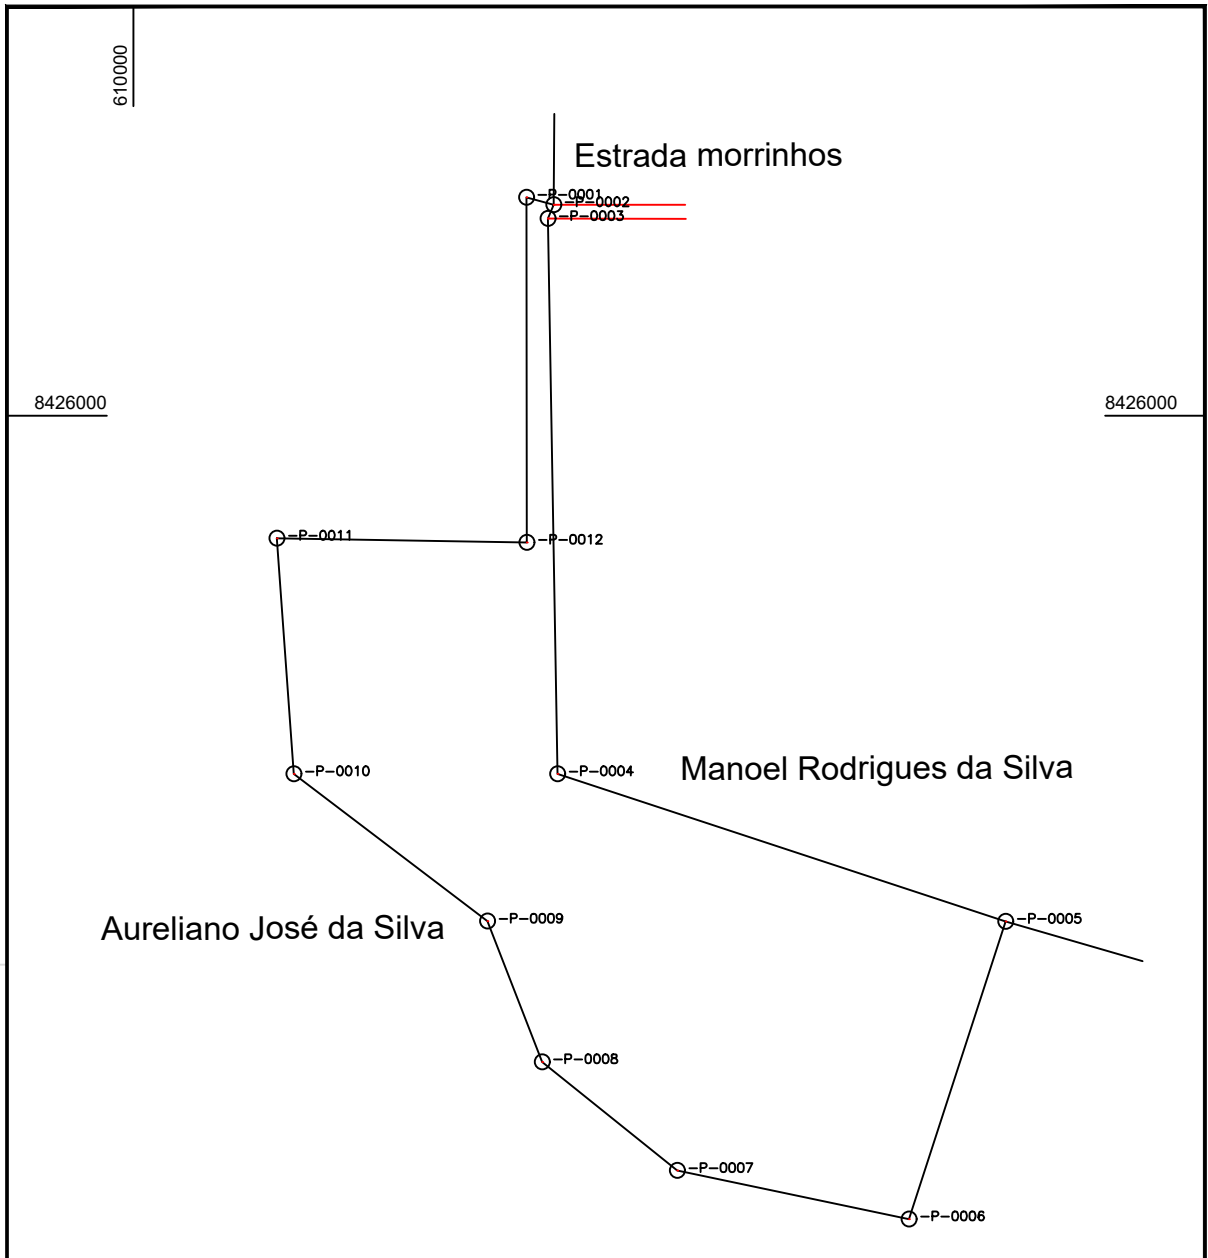 610000
Estrada morrinhos
-P-0001
-P-0002
-P-0003
8426000
8426000
-P-0011
-P-0012
-P-0010
-P-0004
Manoel Rodrigues da Silva
-P-0009
-P-0005
Aureliano José da Silva
-P-0008
-P-0007
-P-0006